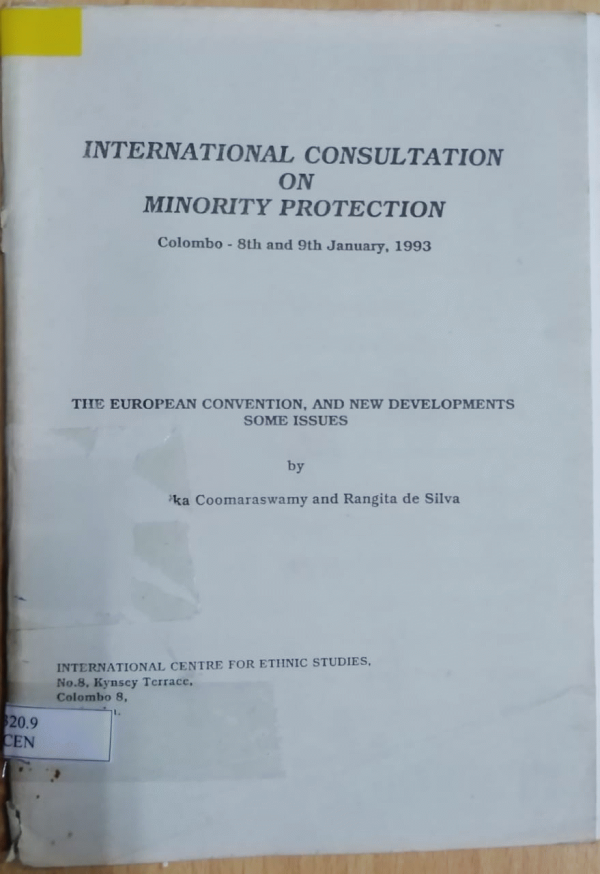 INTERNATIONAL CONSULTATION
ON
MINORITY PROTECTION
Colombo - 8th and 9th January, 1993
THE EUROPEAN CONVENTION, AND NEW DEVELOPMENTS
SOME ISSUES
by
Coomaraswamy and Rangita de Silva
INTERNATIONAL CENTRE FOR ETHNIC STUDIES,
No.8, Kynsey Terrace,
Colombo 8,
320.9
CEN